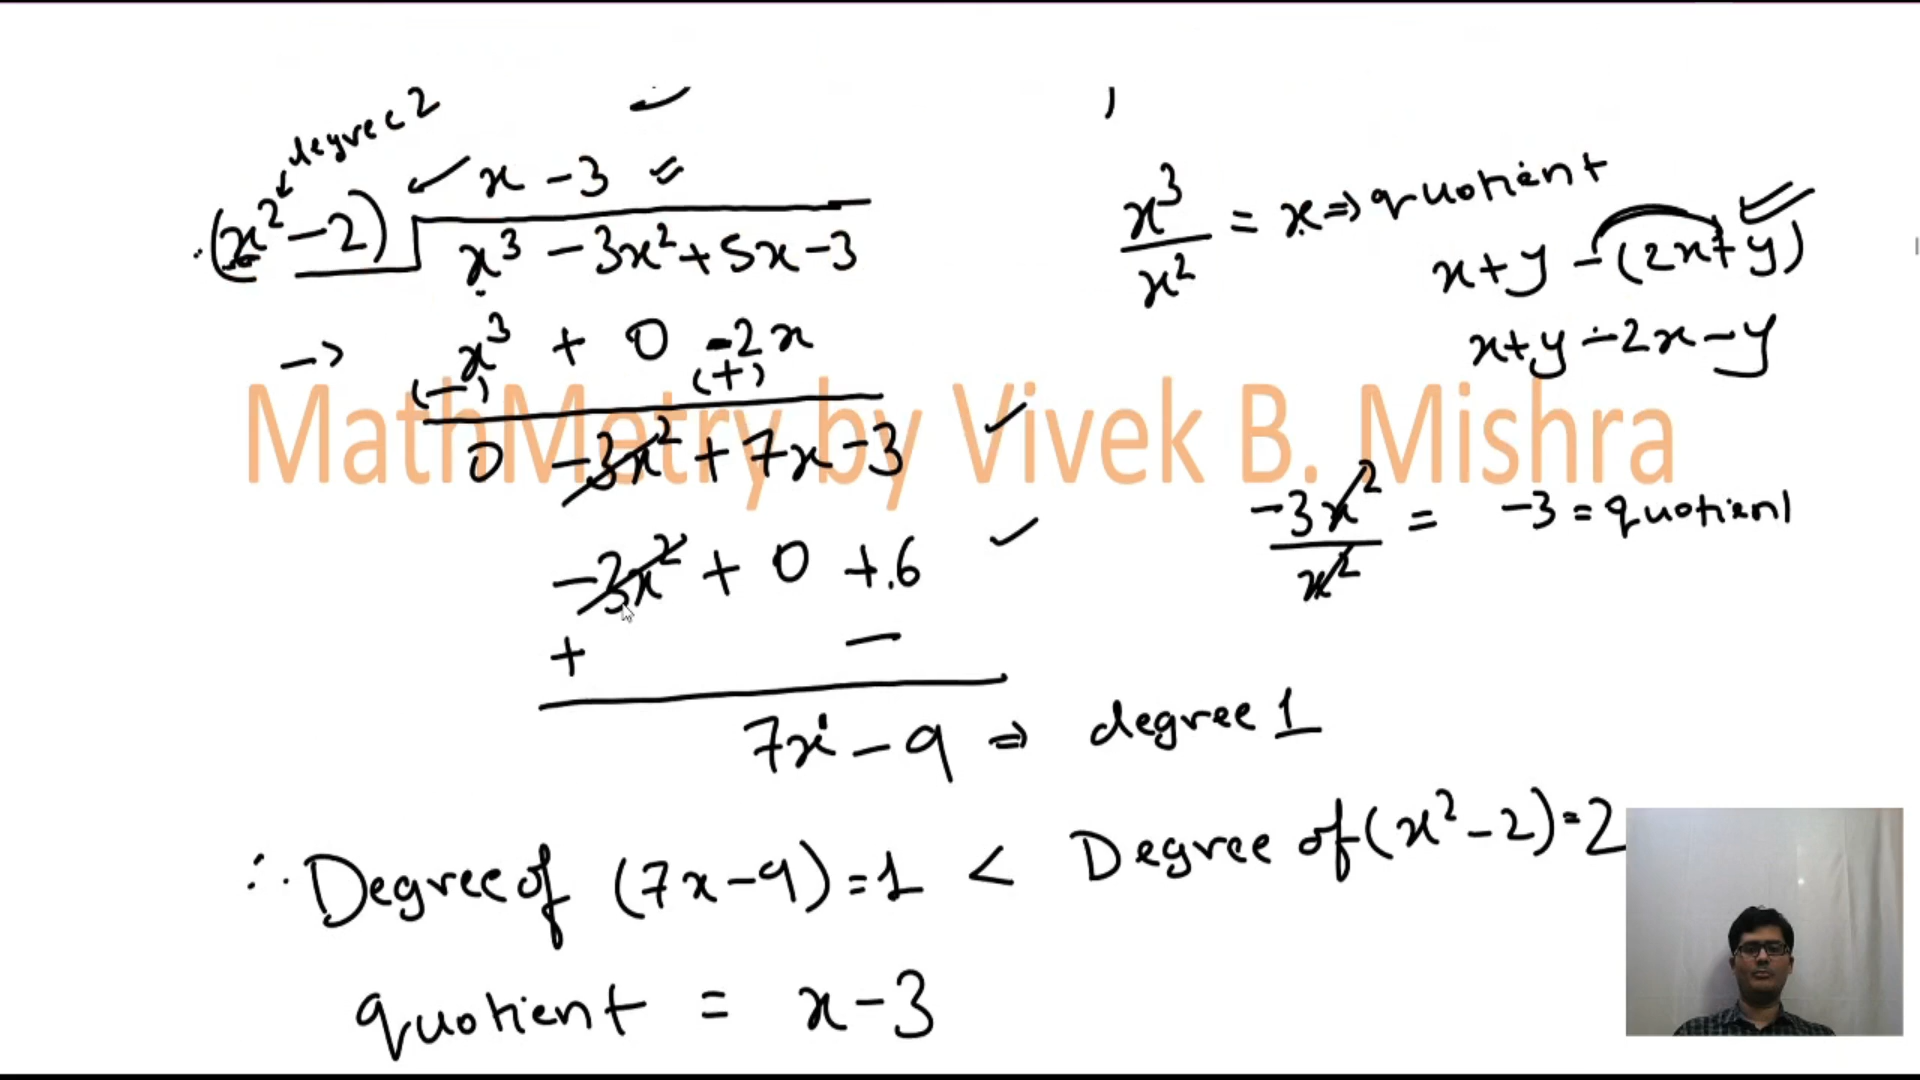 degree 2
x - 3
(x² - 2) x³ - 3x² + 5x - 3
x³ + 0 - 2x
(-) (+)
0 - 3x² + 7x - 3
- 3x² + 0 + 6
+ -
7x - 9 ⇒ degree 1
∴ Degree of (7x - 9) = 1 < Degree of (x² - 2) = 2
quotient = x - 3
x³/x² = x ⇒ quotient
x + y - (2x + y)
x + y - 2x - y
-3x²/x² = -3 = quotient
MathMetry by Vivek B. Mishra